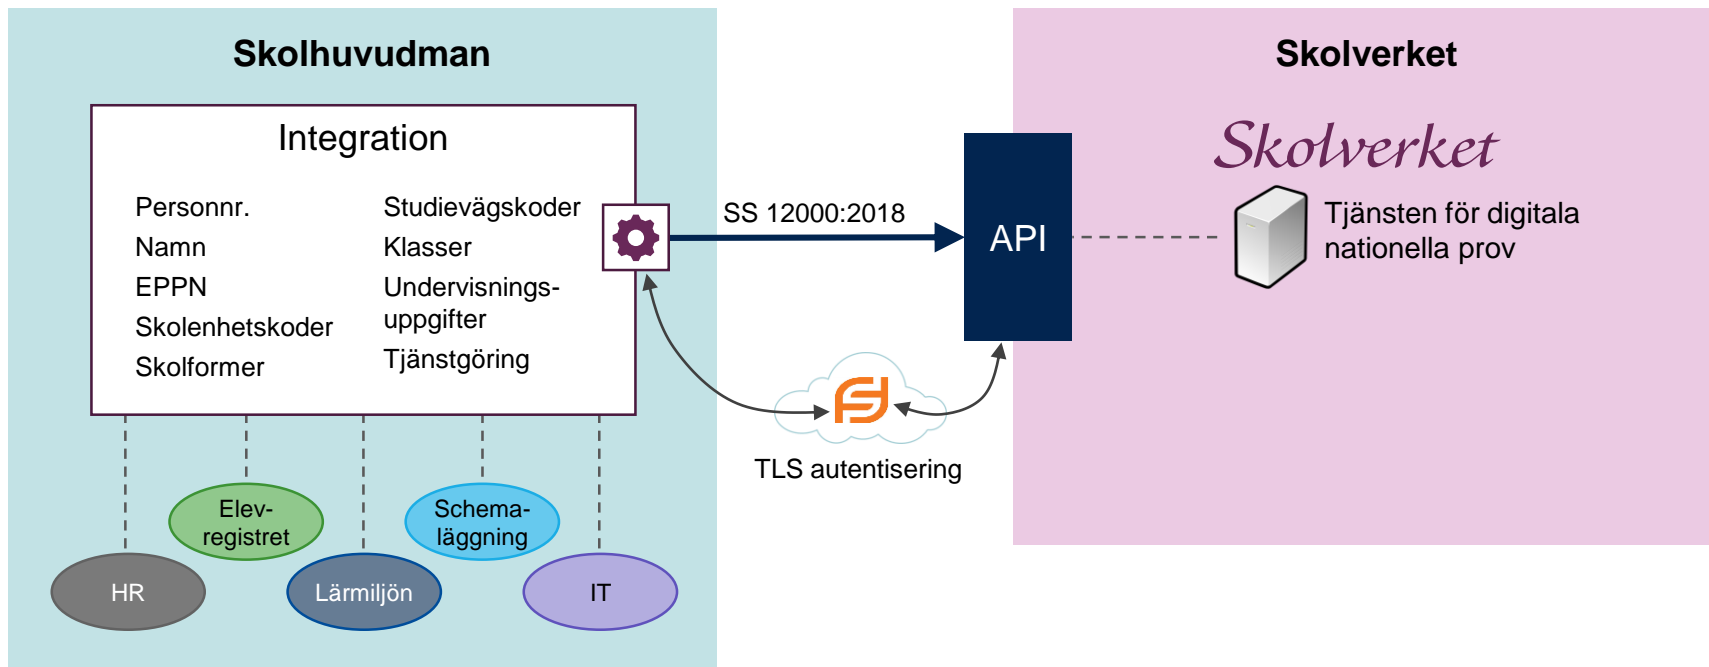 Skolhuvudman
Integration
Personnr.
Namn
EPPN
Skolenhetskoder
Skolformer
Studievägskoder
Klasser
Undervisnings-
uppgifter
Tjänstgöring
Elev-
registret
Schema-
läggning
HR
Lärmiljön
IT
SS 12000:2018
API
TLS autentisering
Skolverket
Skolverket
Tjänsten för digitala
nationella prov